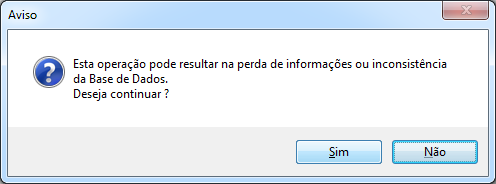 Aviso
Esta operação pode resultar na perda de informações ou inconsistência
da Base de Dados.
Deseja continuar ?
Sim
Não